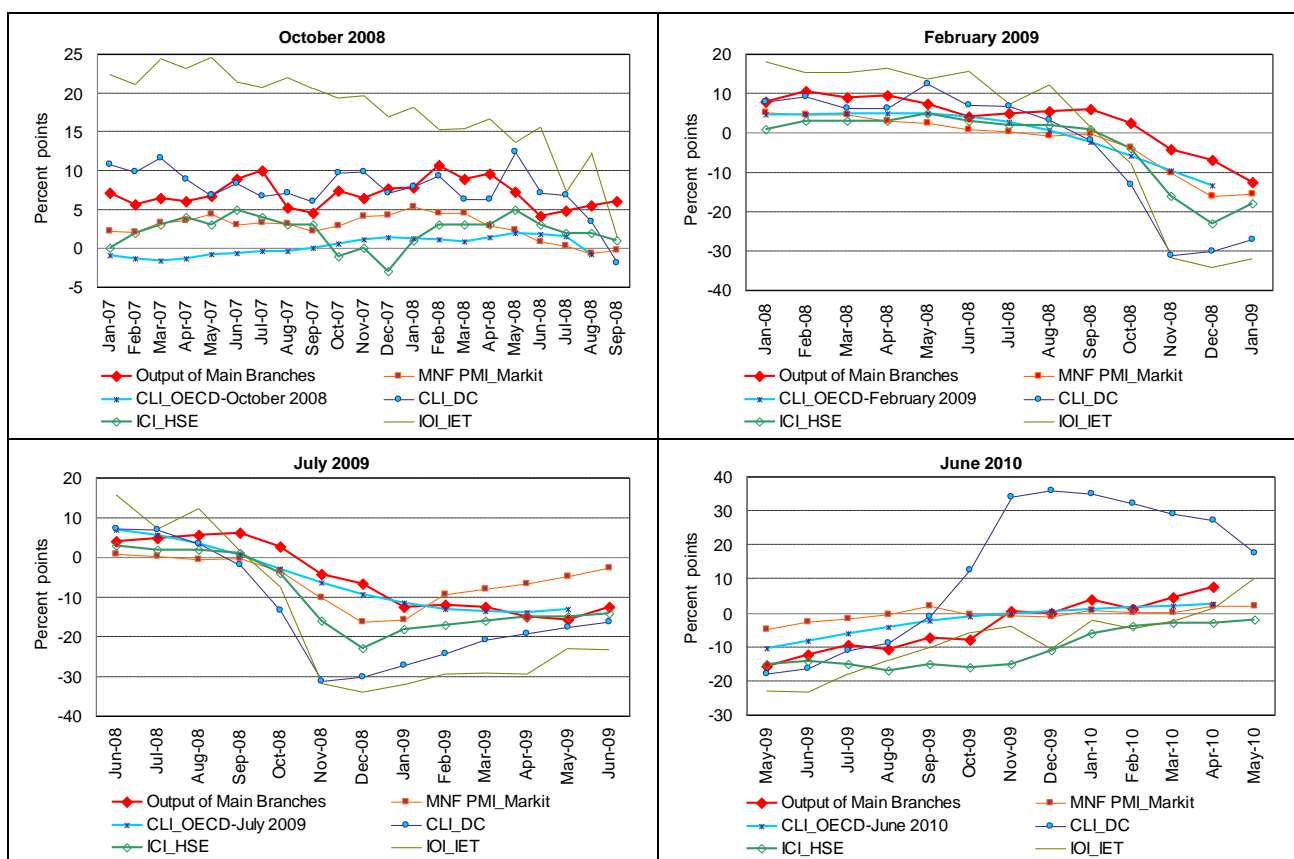 October 2008
Percent points
25
20
15
10
5
0
-5
Jan-07
Feb-07
Mar-07
Apr-07
May-07
Jun-07
Jul-07
Aug-07
Sep-07
Oct-07
Nov-07
Dec-07
Jan-08
Feb-08
Mar-08
Apr-08
May-08
Jun-08
Jul-08
Aug-08
Sep-08
Output of Main Branches
MNF PMI_Markit
CLI_OECD-October 2008
CLI_DC
ICI_HSE
IOI_IET
February 2009
Percent points
20
10
0
-10
-20
-30
-40
Jan-08
Feb-08
Mar-08
Apr-08
May-08
Jun-08
Jul-08
Aug-08
Sep-08
Oct-08
Nov-08
Dec-08
Jan-09
Output of Main Branches
MNF PMI_Markit
CLI_OECD-February 2009
CLI_DC
ICI_HSE
IOI_IET
July 2009
Percent points
20
10
0
-10
-20
-30
-40
Jun-08
Jul-08
Aug-08
Sep-08
Oct-08
Nov-08
Dec-08
Jan-09
Feb-09
Mar-09
Apr-09
May-09
Jun-09
Output of Main Branches
MNF PMI_Markit
CLI_OECD-July 2009
CLI_DC
ICI_HSE
IOI_IET
June 2010
Percent points
40
30
20
10
0
-10
-20
-30
May-09
Jun-09
Jul-09
Aug-09
Sep-09
Oct-09
Nov-09
Dec-09
Jan-10
Feb-10
Mar-10
Apr-10
May-10
Output of Main Branches
MNF PMI_Markit
CLI_OECD-June 2010
CLI_DC
ICI_HSE
IOI_IET